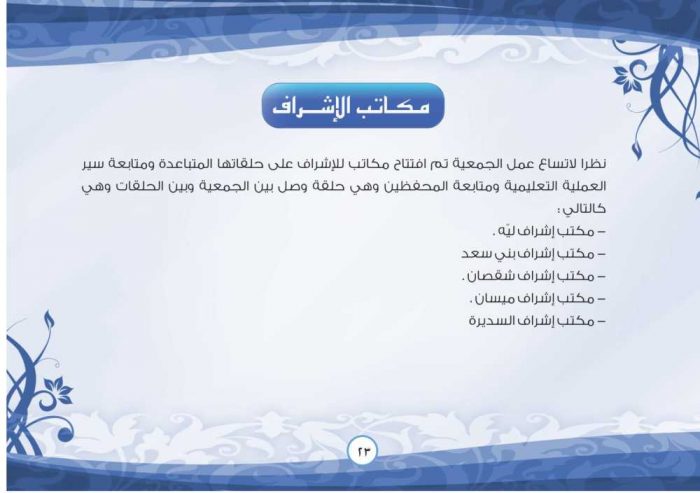 مكاتب الإشراف
نظرا لاتساع عمل الجمعية تم افتتاح مكاتب للإشراف على حلقاتها المتباعدة ومتابعة سير
العملية التعليمية ومتابعة المحفظين وهي حلقة وصل بين الجمعية وبين الحلقات وهي
كالتالي :
– مكتب إشراف ليّه .
– مكتب إشراف بني سعد
– مكتب إشراف شقصان .
– مكتب إشراف ميسان .
– مكتب إشراف السديرة
٢٣